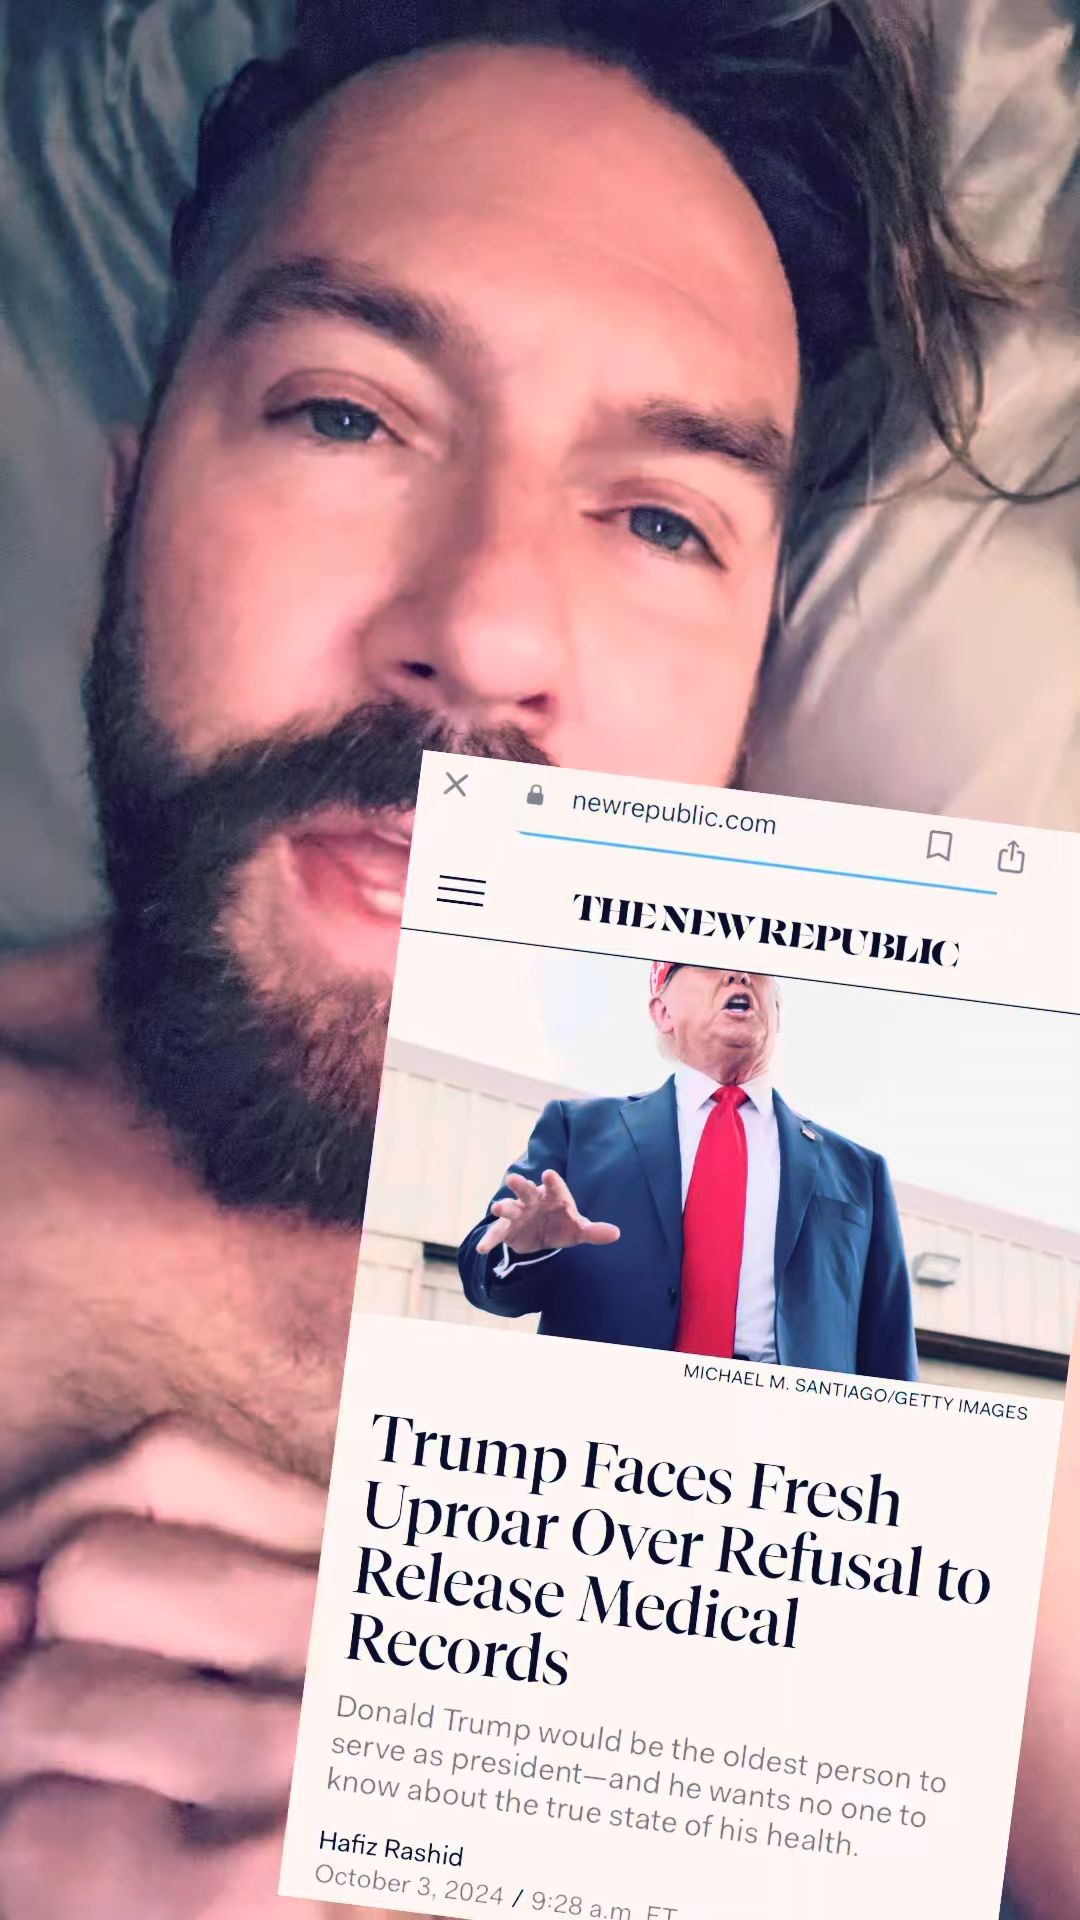 newrepublic.com
THE NEW REPUBLIC
MICHAEL M. SANTIAGO/GETTY IMAGES
Trump Faces Fresh
Uproar Over Refusal to
Release Medical
Records
Donald Trump would be the oldest person to
serve as president—and he wants no one to
know about the true state of his health.
Hafiz Rashid
October 3, 2024 / 9:28 a.m. ET